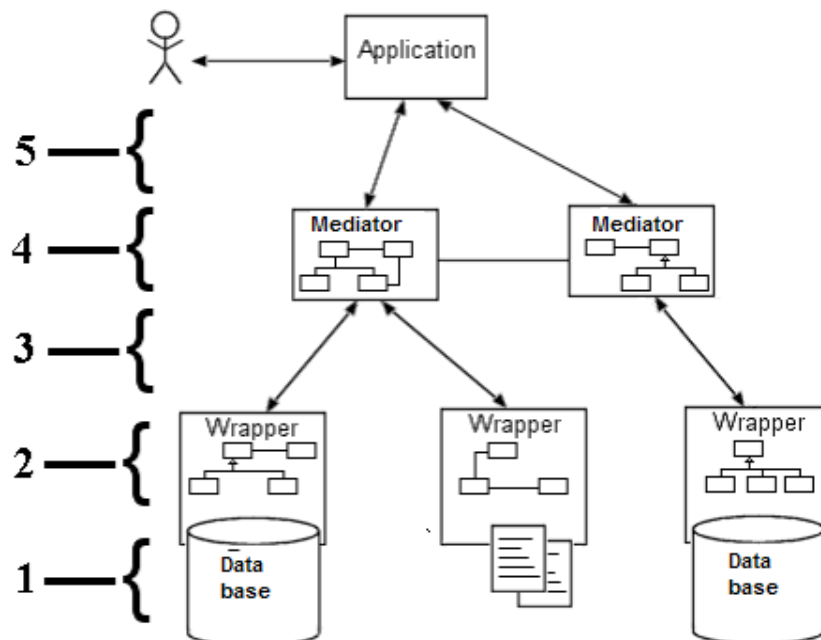 Application
5
4
Mediator
Mediator
3
2
Wrapper
Wrapper
Wrapper
1
Data
base
Data
base